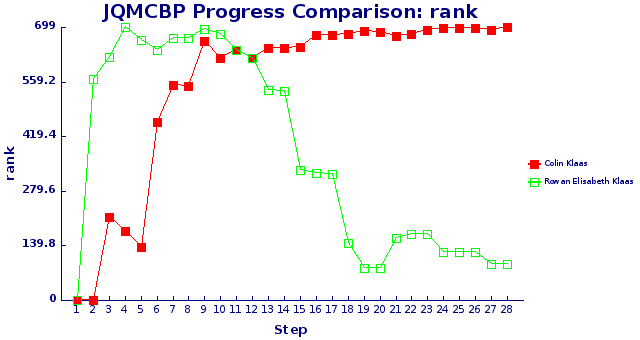 JQMCBP Progress Comparison: rank
699
559.2
419.4
279.6
139.8
0
rank
1 2 3 4 5 6 7 8 9 10 11 12 13 14 15 16 17 18 19 20 21 22 23 24 25 26 27 28
Step
Colin Klaas
Rowan Elisabeth Klaas